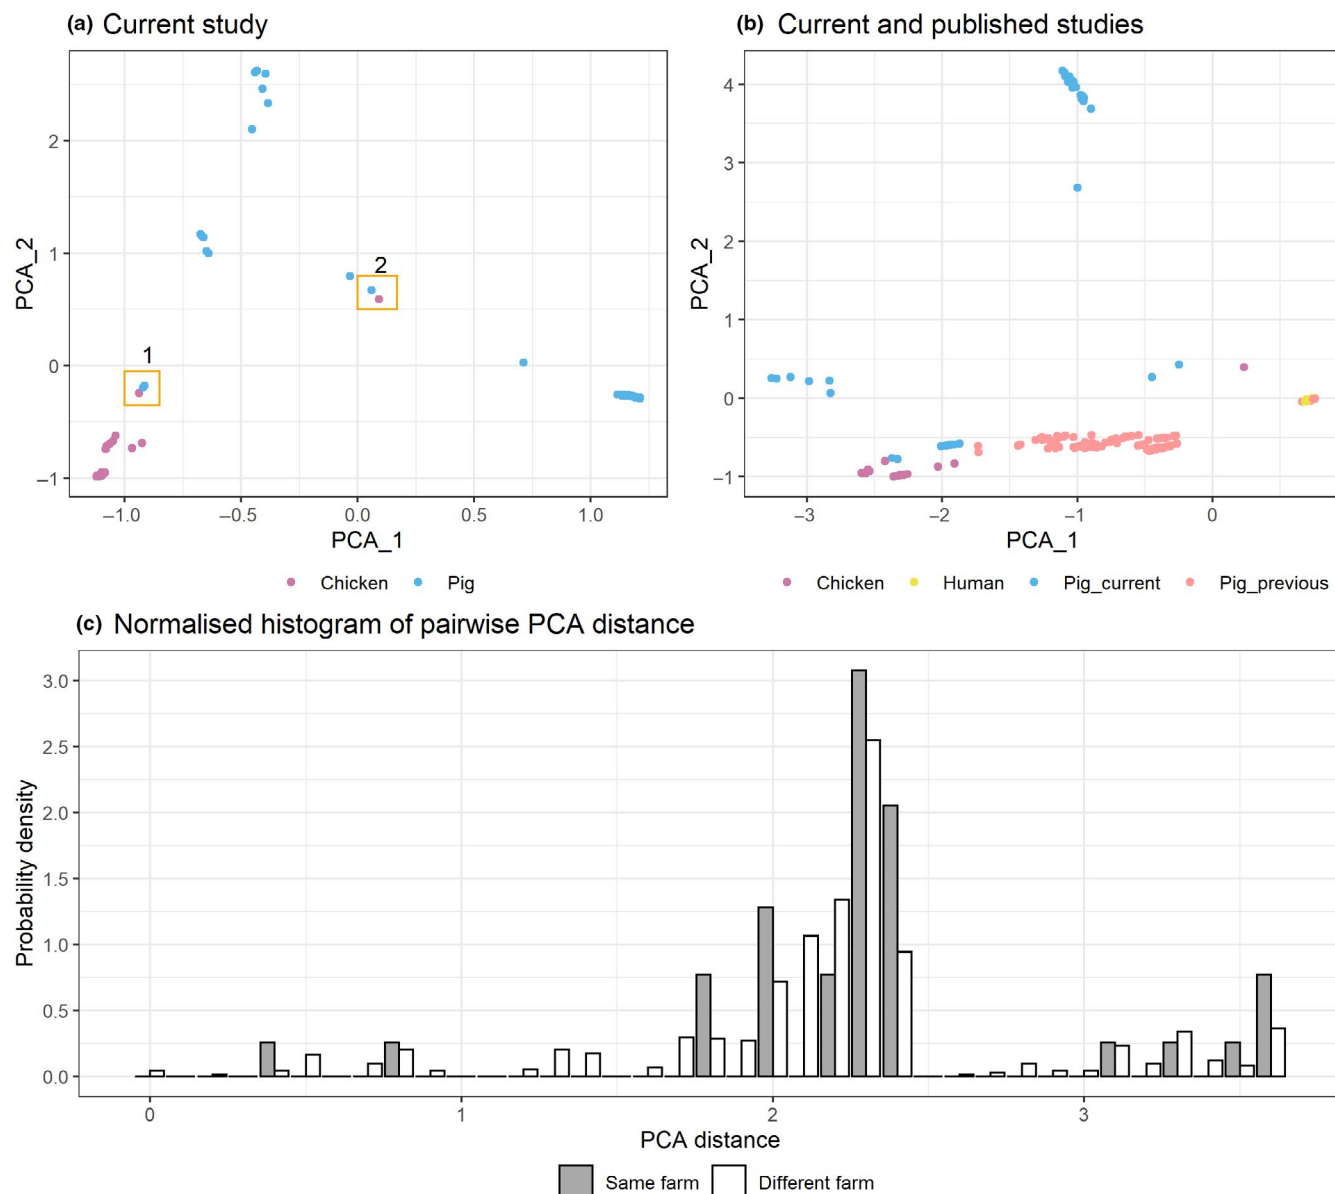 (a) Current study
2
1
0
−1
PCA_2
1
2
−1.0
−0.5
0.0
0.5
1.0
PCA_1
Chicken
Pig
(b) Current and published studies
4
3
2
1
0
−1
PCA_2
−3
−2
−1
0
PCA_1
Chicken
Human
Pig_current
Pig_previous
(c) Normalised histogram of pairwise PCA distance
3.0
2.5
2.0
1.5
1.0
0.5
0.0
Probability density
0
1
2
3
PCA distance
Same farm
Different farm